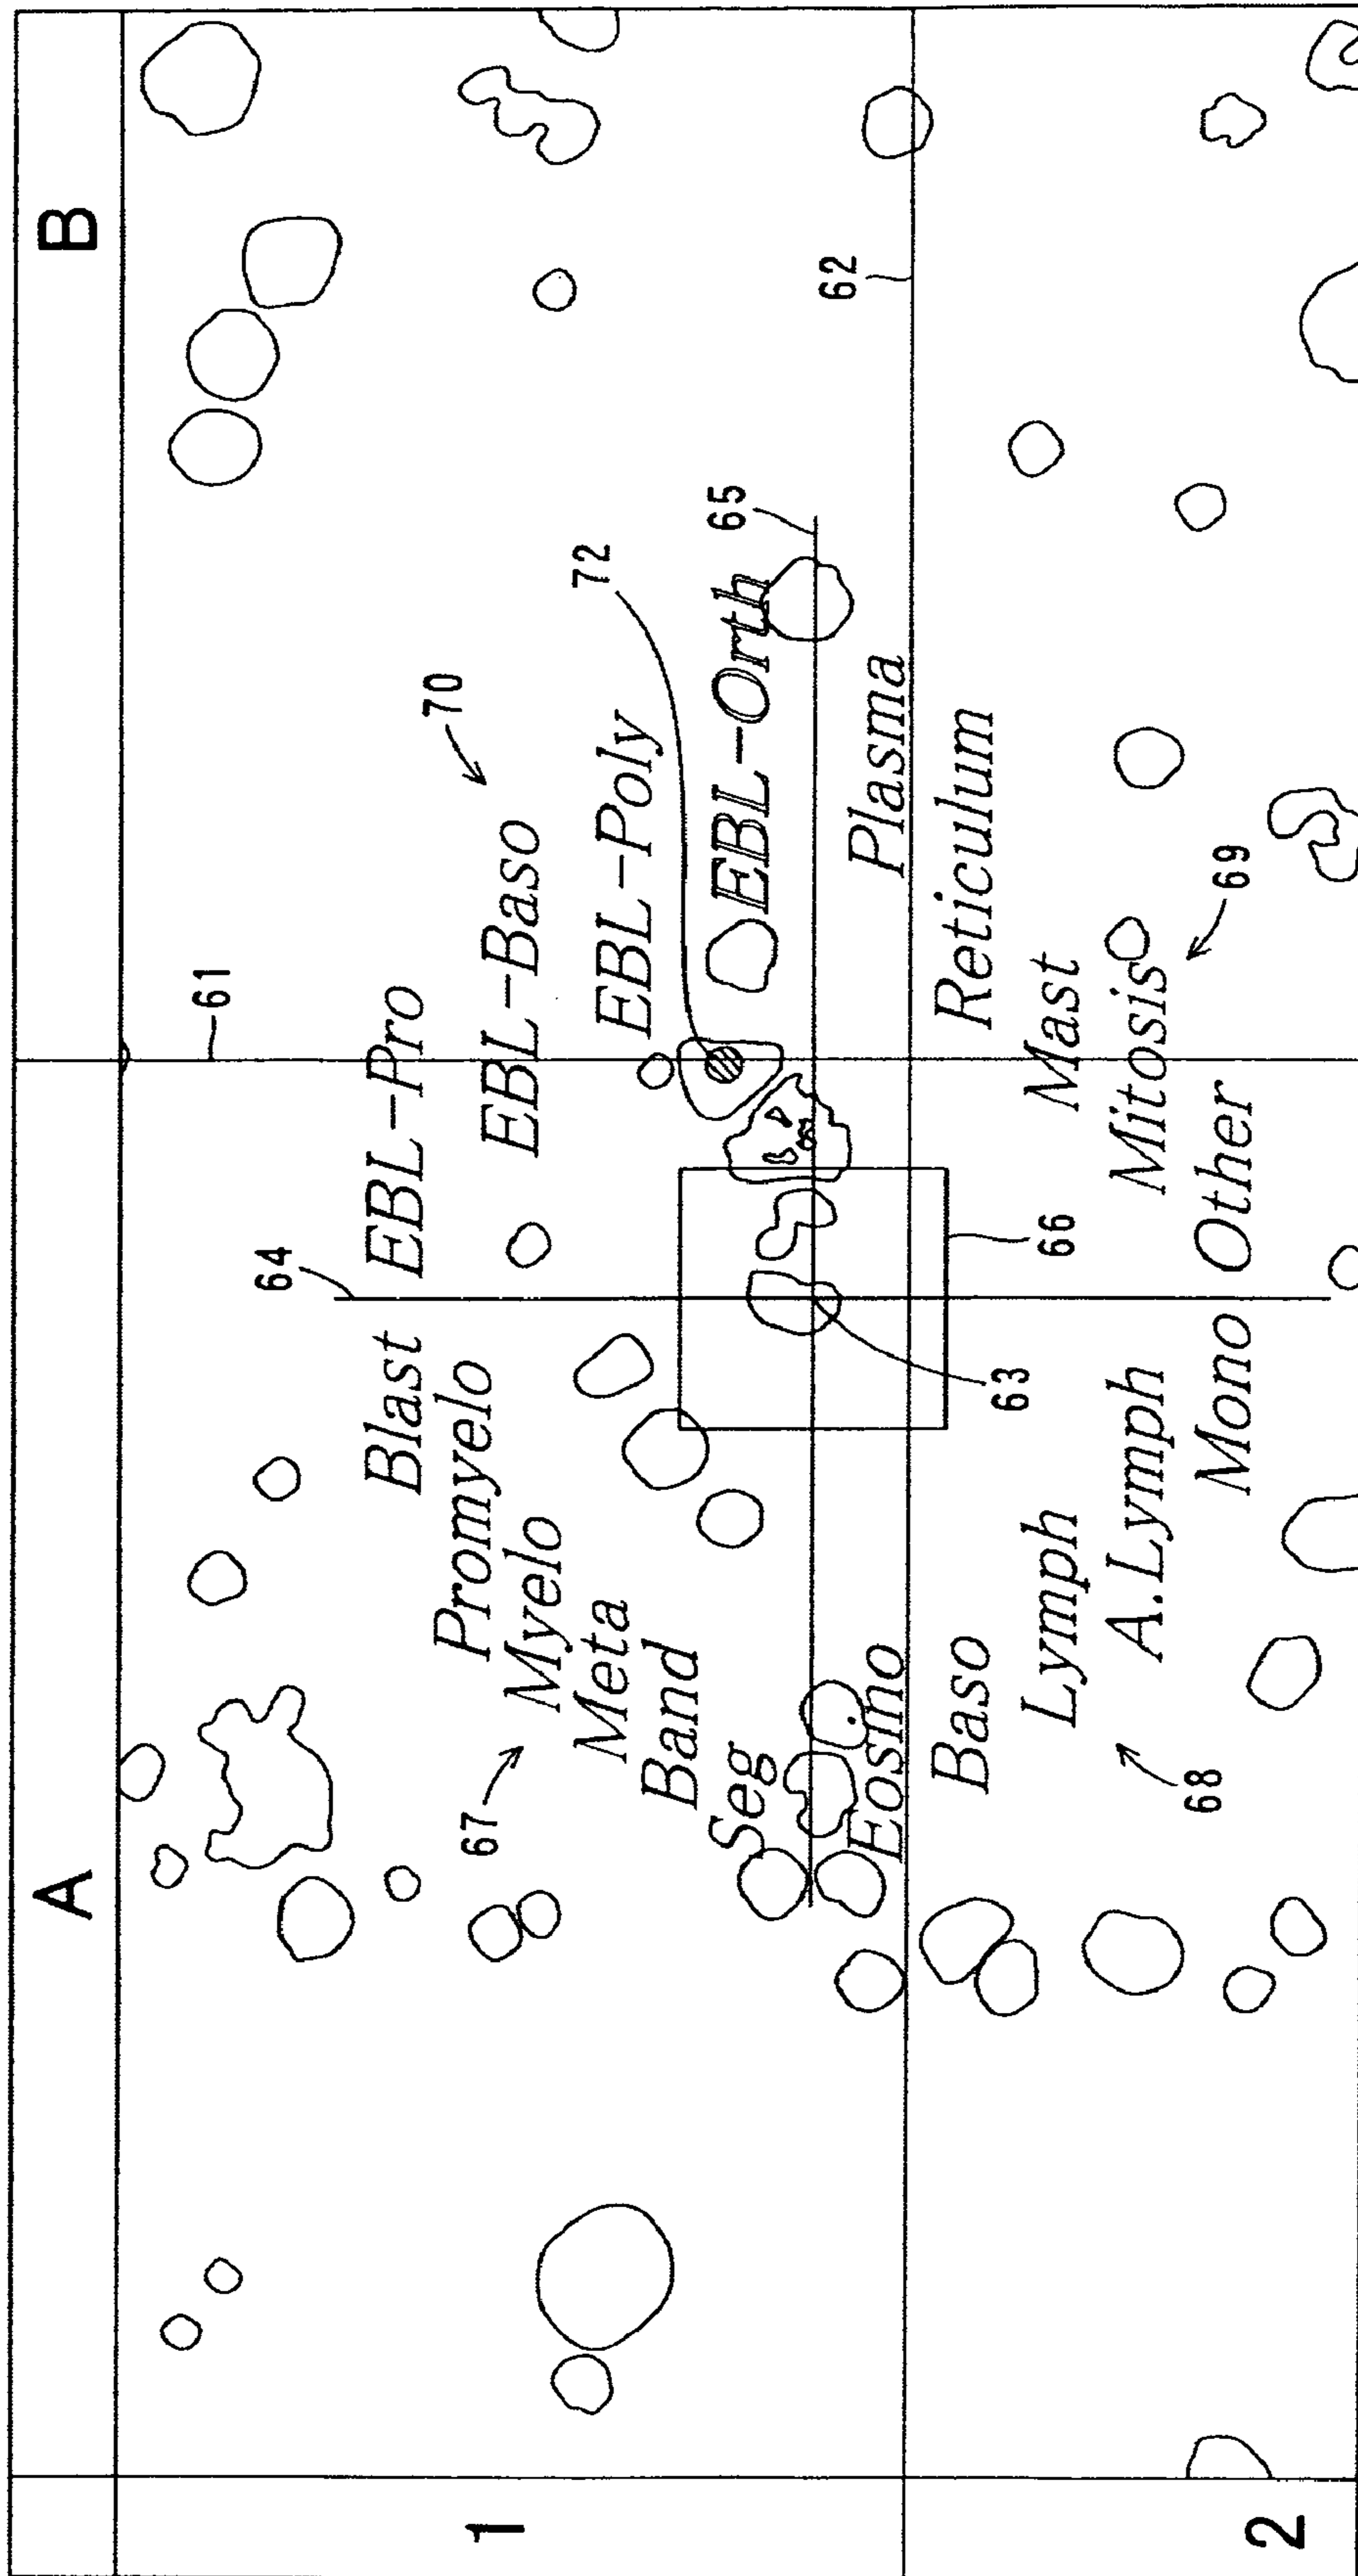 A
B
1
2
61
62
63
64
65
66
67
68
69
70
72
Blast
Promyelo
Myelo
Meta
Band
Seg
EBL-Pro
EBL-Baso
EBL-Poly
EBL-Orth
Eosino
Baso
Lymph
A.Lymph
Mono
Plasma
Reticulum
Mast
Mitosis
Other